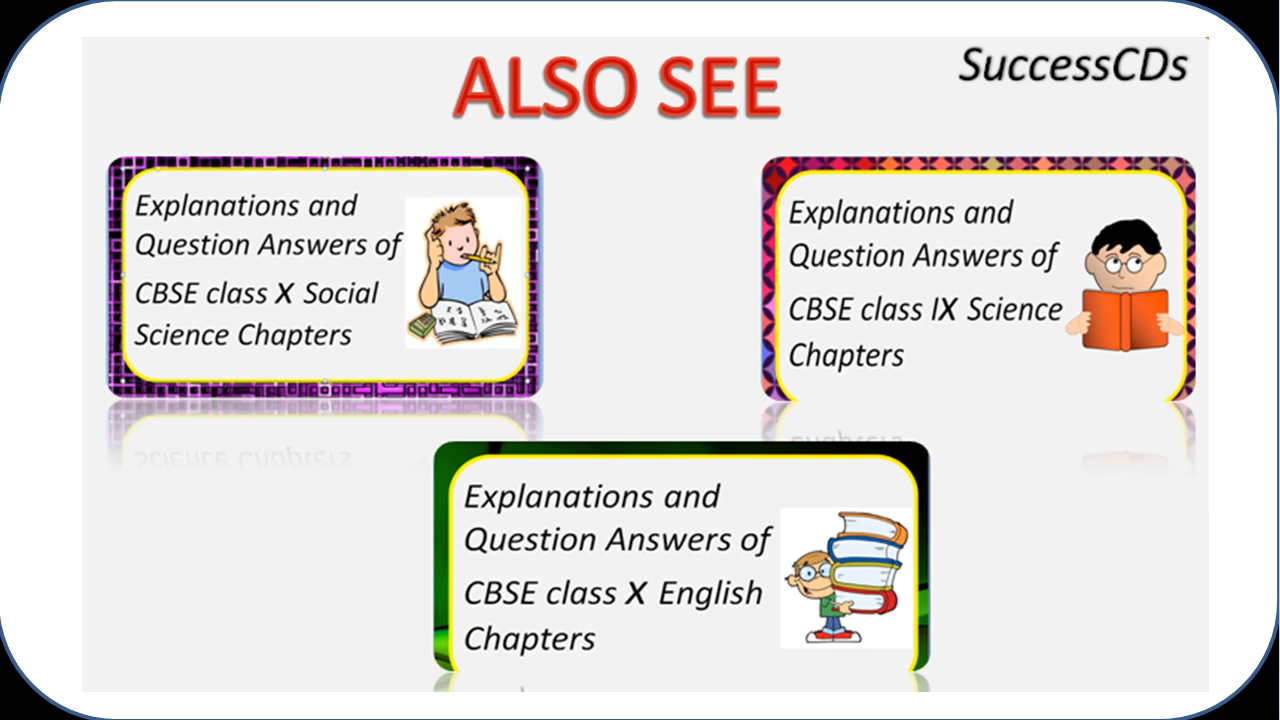 ALSO SEE
SuccessCDs
Explanations and
Question Answers of
CBSE class X Social
Science Chapters
Explanations and
Question Answers of
CBSE class IX Science
Chapters
Explanations and
Question Answers of
CBSE class X English
Chapters